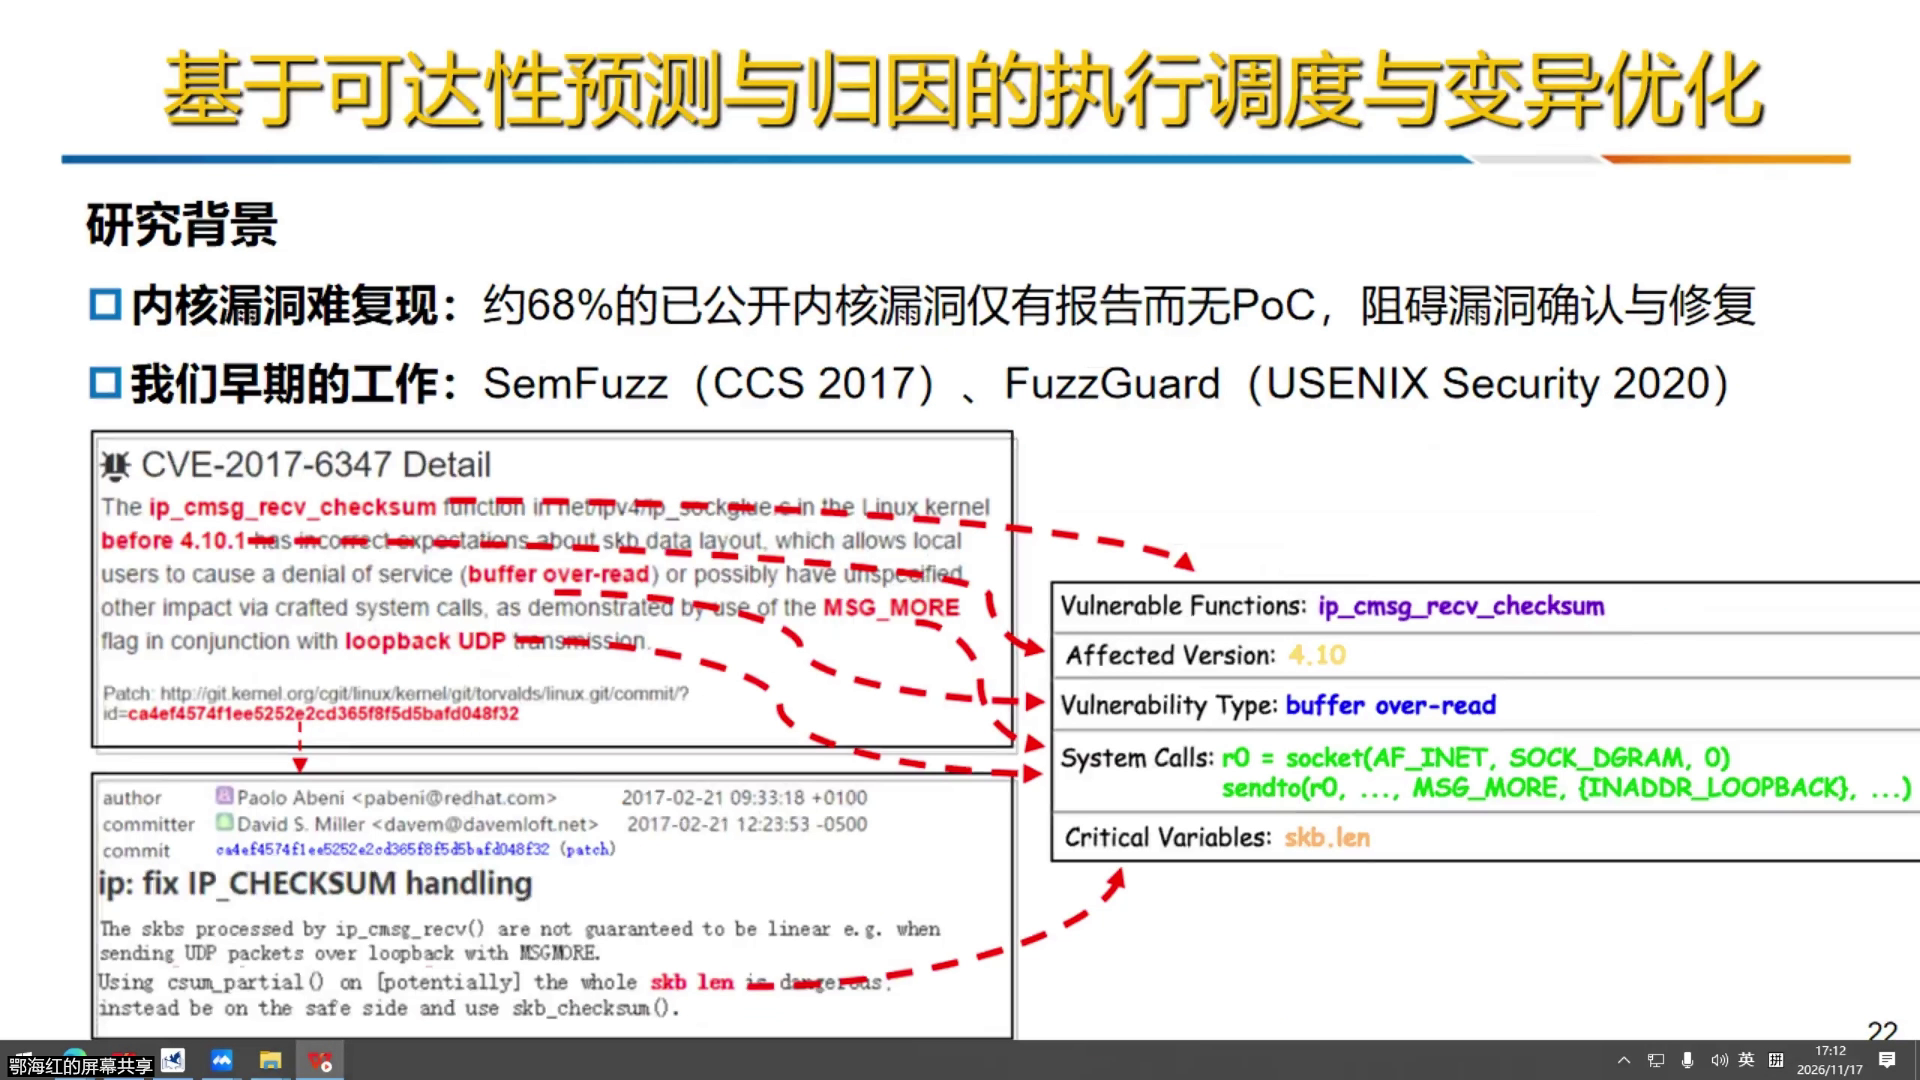 基于可达性预测与归因的执行调度与变异优化
研究背景
内核漏洞难复现：约68%的已公开内核漏洞仅有报告而无PoC，阻碍漏洞确认与修复
我们早期的工作：SemFuzz（CCS 2017）、FuzzGuard（USENIX Security 2020）
CVE-2017-6347 Detail
The ip_cmsg_recv_checksum function in net/ipv4/ip_sockglue.c in the Linux kernel
before 4.10.1 has incorrect expectations about skb data layout, which allows local
users to cause a denial of service (buffer over-read) or possibly have unspecified
other impact via crafted system calls, as demonstrated by use of the MSG_MORE
flag in conjunction with loopback UDP transmission.
Patch: http://git.kernel.org/cgit/linux/kernel/git/torvalds/linux.git/commit/?
id=ca4ef4574f1ee5252e2cd365f8f5d5bafd048f32
author Paolo Abeni <pabeni@redhat.com> 2017-02-21 09:33:18 +0100
committer David S. Miller <davem@davemloft.net> 2017-02-21 12:23:53 -0500
commit ca4ef4574f1ee5252e2cd365f8f5d5bafd048f32 (patch)
ip: fix IP_CHECKSUM handling
The skbs processed by ip_cmsg_recv() are not guaranteed to be linear e.g. when
sending UDP packets over loopback with MSGMORE.
Using csum_partial() on [potentially] the whole skb len is dangerous;
instead be on the safe side and use skb_checksum().
Vulnerable Functions: ip_cmsg_recv_checksum
Affected Version: 4.10
Vulnerability Type: buffer over-read
System Calls: r0 = socket(AF_INET, SOCK_DGRAM, 0)
sendto(r0, ..., MSG_MORE, {INADDR_LOOPBACK}, ...)
Critical Variables: skb.len
22
鄂海红的屏幕共享
英
17:12
2026/11/17